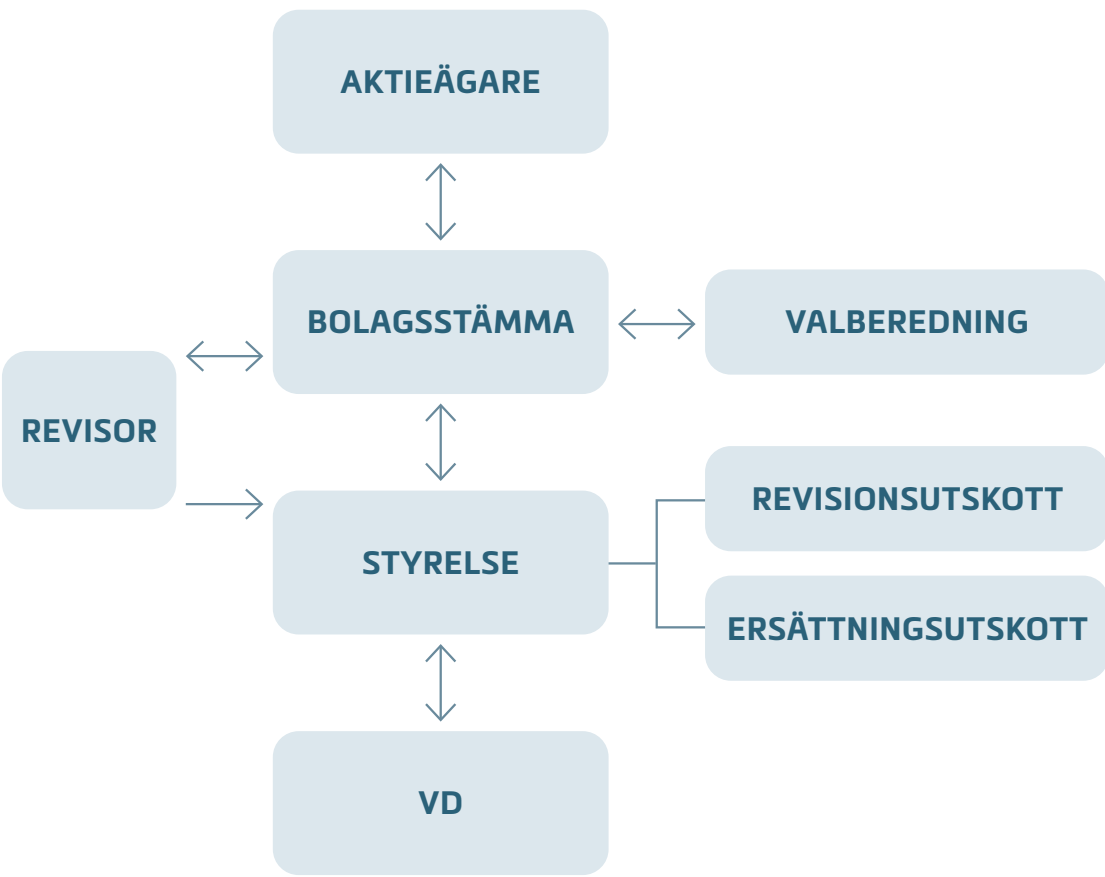 AKTIEÄGARE
BOLAGSSTÄMMA
VALBEREDNING
REVISOR
REVISIONSUTSKOTT
STYRELSE
ERSÄTTNINGSUTSKOTT
VD